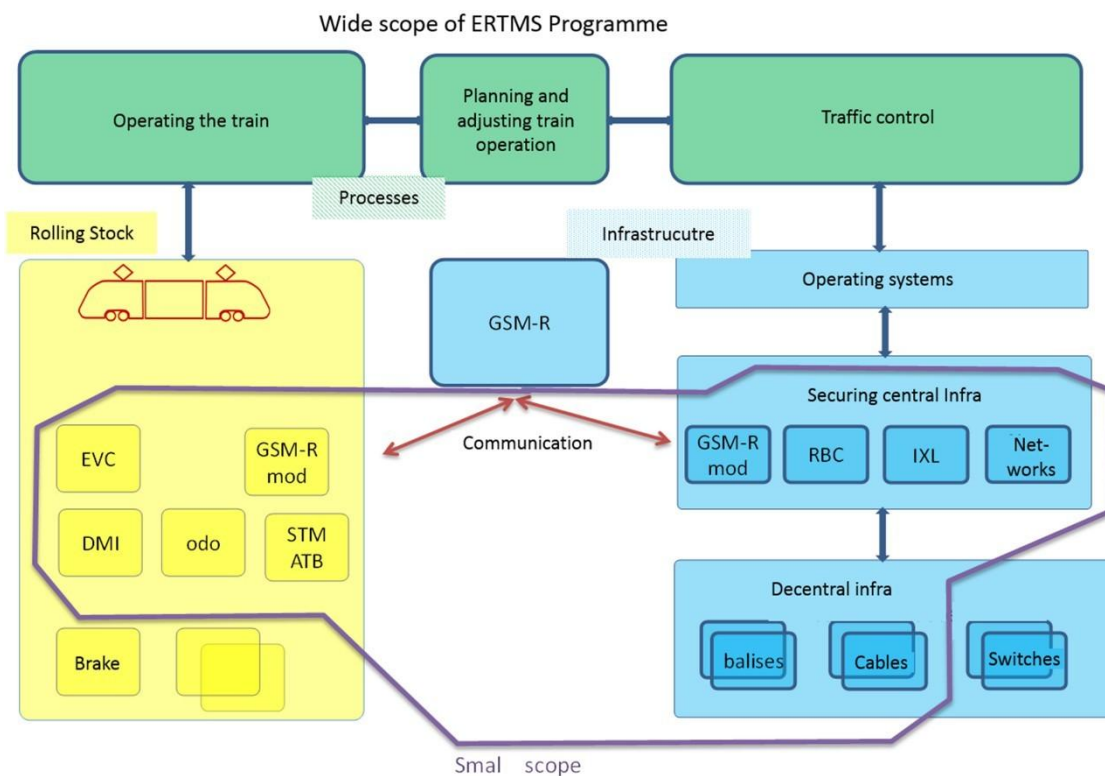 Wide scope of ERTMS Programme
Operating the train
Planning and
adjusting train
operation
Traffic control
Processes
Rolling Stock
Infrastrucutre
GSM-R
Operating systems
Securing central Infra
Communication
EVC
GSM-R
mod
GSM-R
mod
RBC
IXL
Net-
works
DMI
odo
STM
ATB
Decentral infra
Brake
balises
Cables
Switches
Smal scope